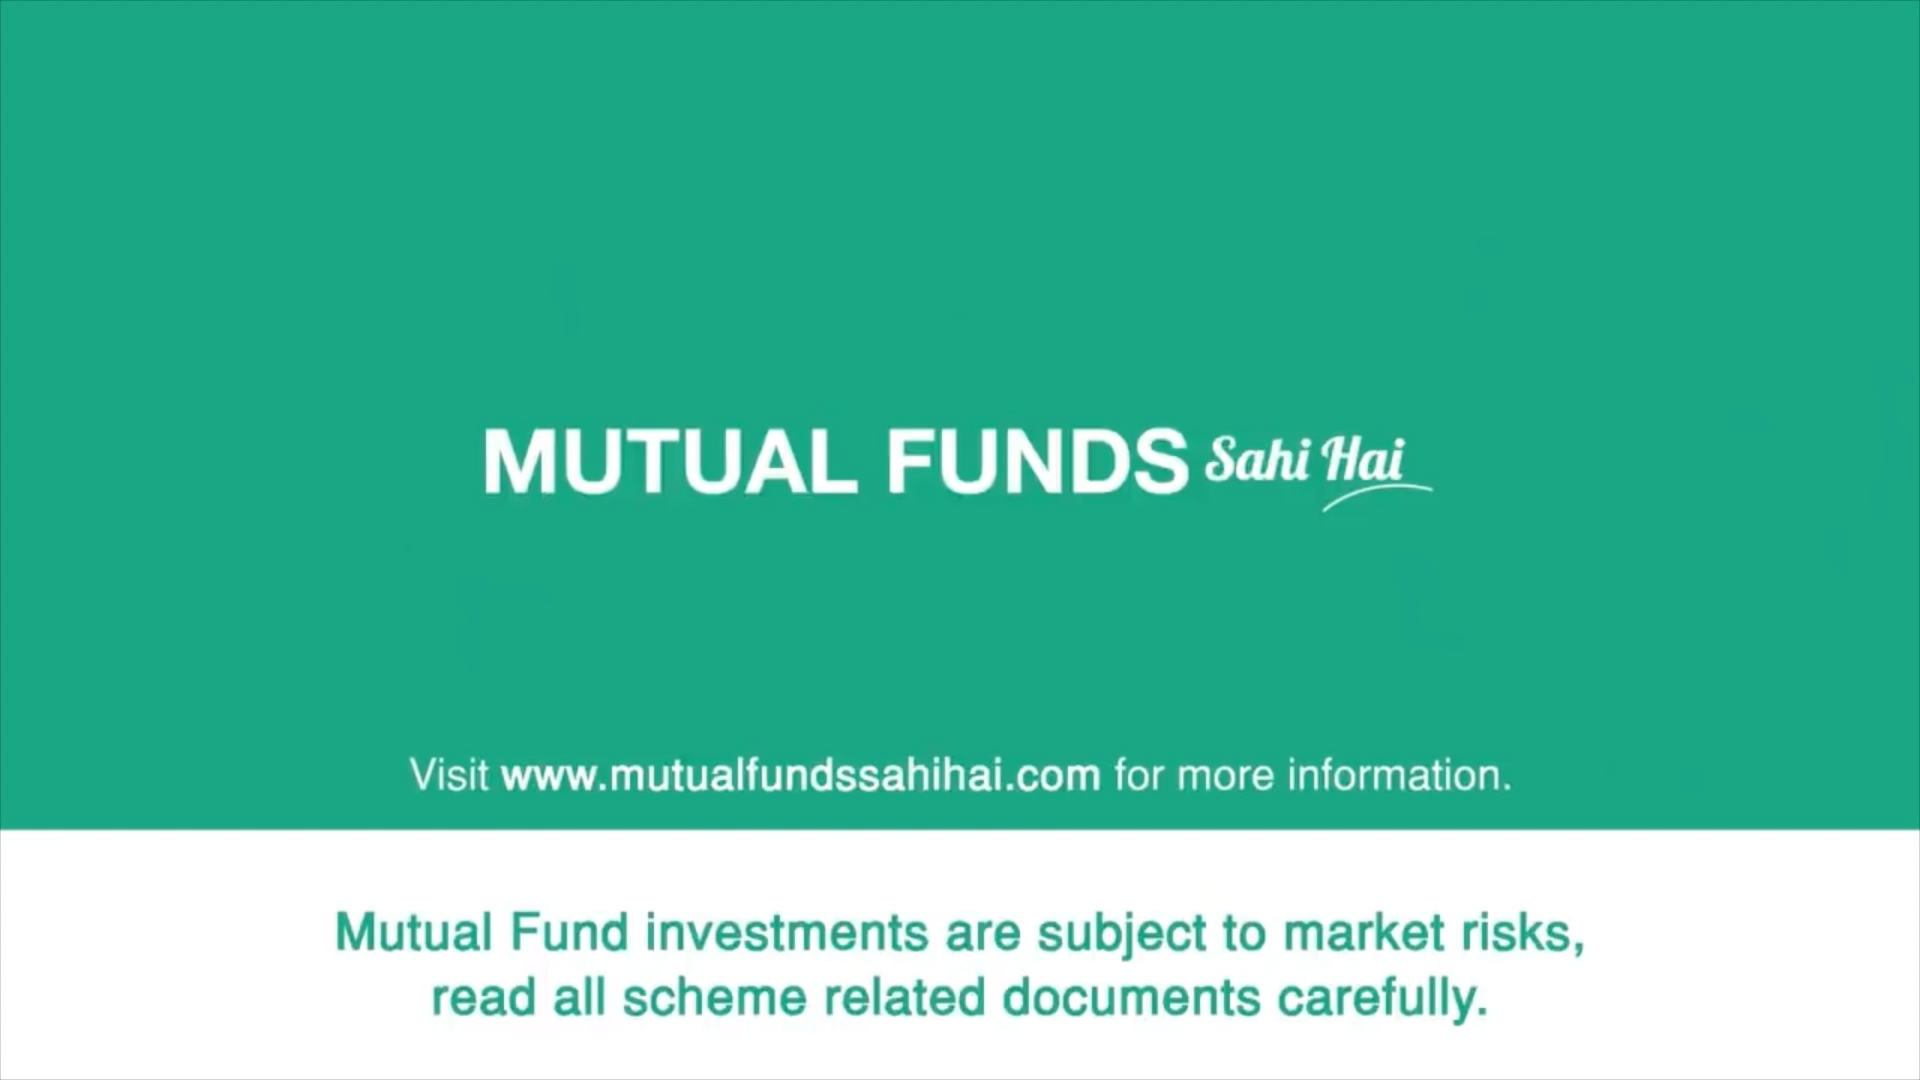 MUTUAL FUNDS Sahi Hai
Visit www.mutualfundssahihai.com for more information.
Mutual Fund investments are subject to market risks,
read all scheme related documents carefully.